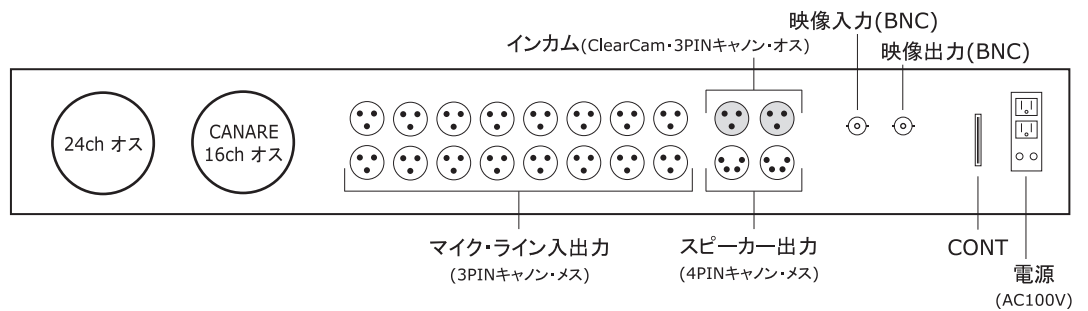 映像入力(BNC)
インカム(ClearCam･3PINキャノン･オス)
映像出力(BNC)
24ch オス
CANARE
16ch オス
マイク･ライン入出力
(3PINキャノン･メス)
スピーカー出力
(4PINキャノン･メス)
CONT
電源
(AC100V)